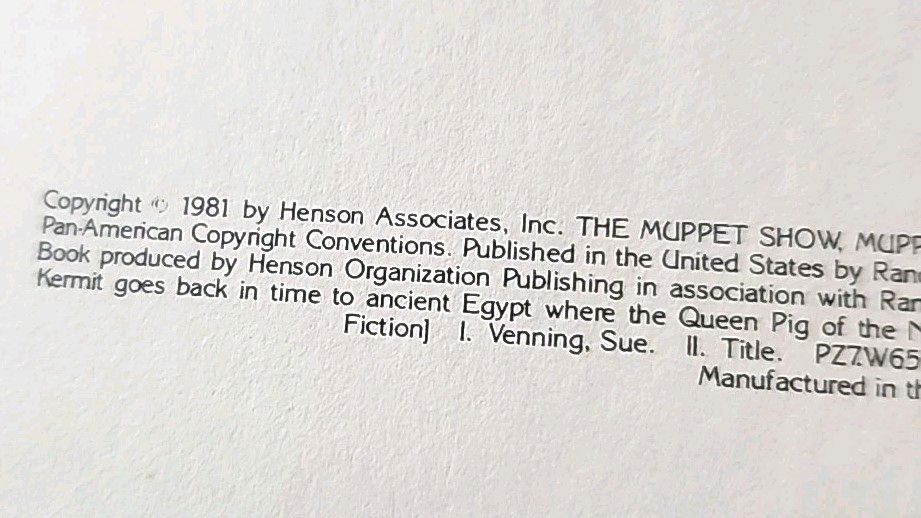 Copyright © 1981 by Henson Associates, Inc. THE MUPPET SHOW, MUPP
Pan-American Copyright Conventions. Published in the United States by Ran
Book produced by Henson Organization Publishing in association with Ran
Kermit goes back in time to ancient Egypt where the Queen Pig of the N
Fiction] I. Venning, Sue. II. Title. PZ7.W65
Manufactured in th